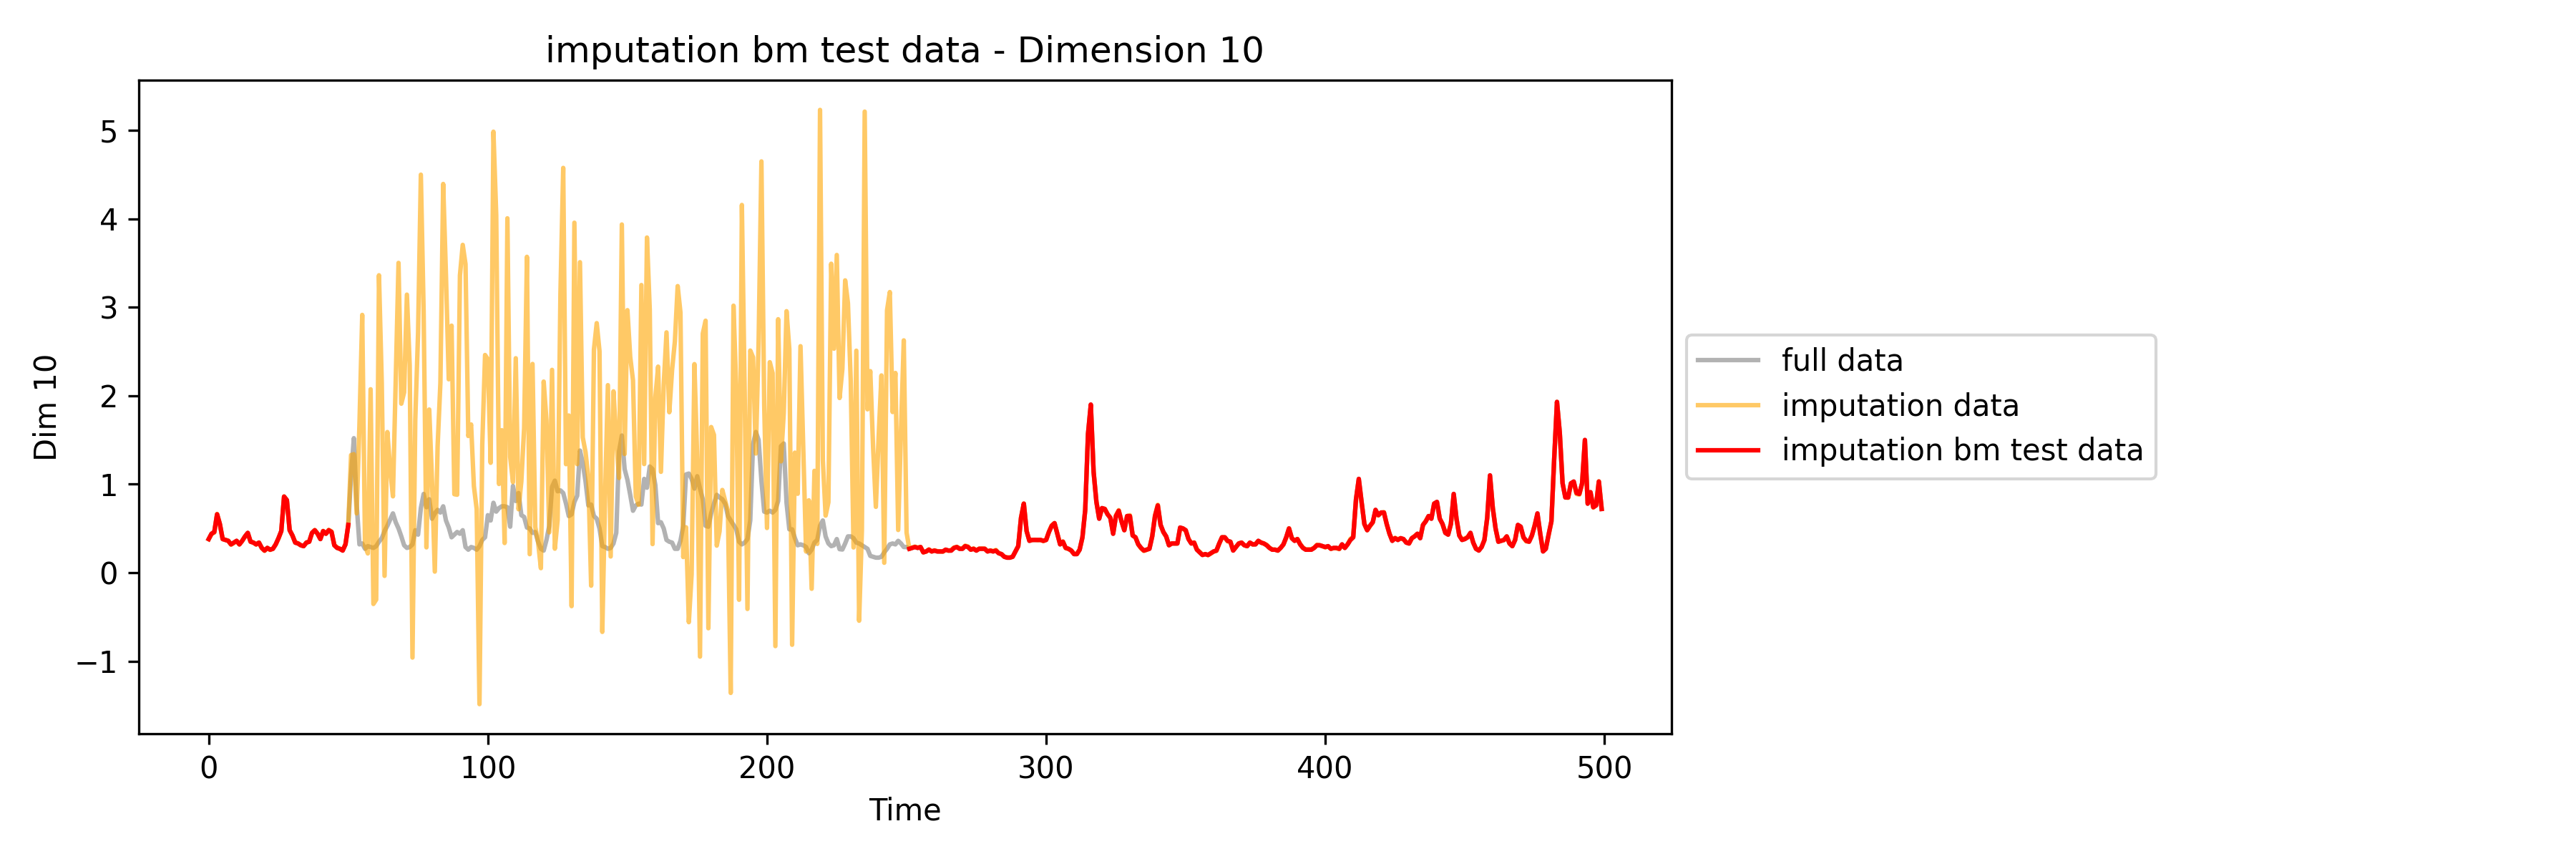 imputation bm test data - Dimension 10
5
4
3
2
1
0
−1
Dim 10
0 100 200 300 400 500
Time
full data
imputation data
imputation bm test data